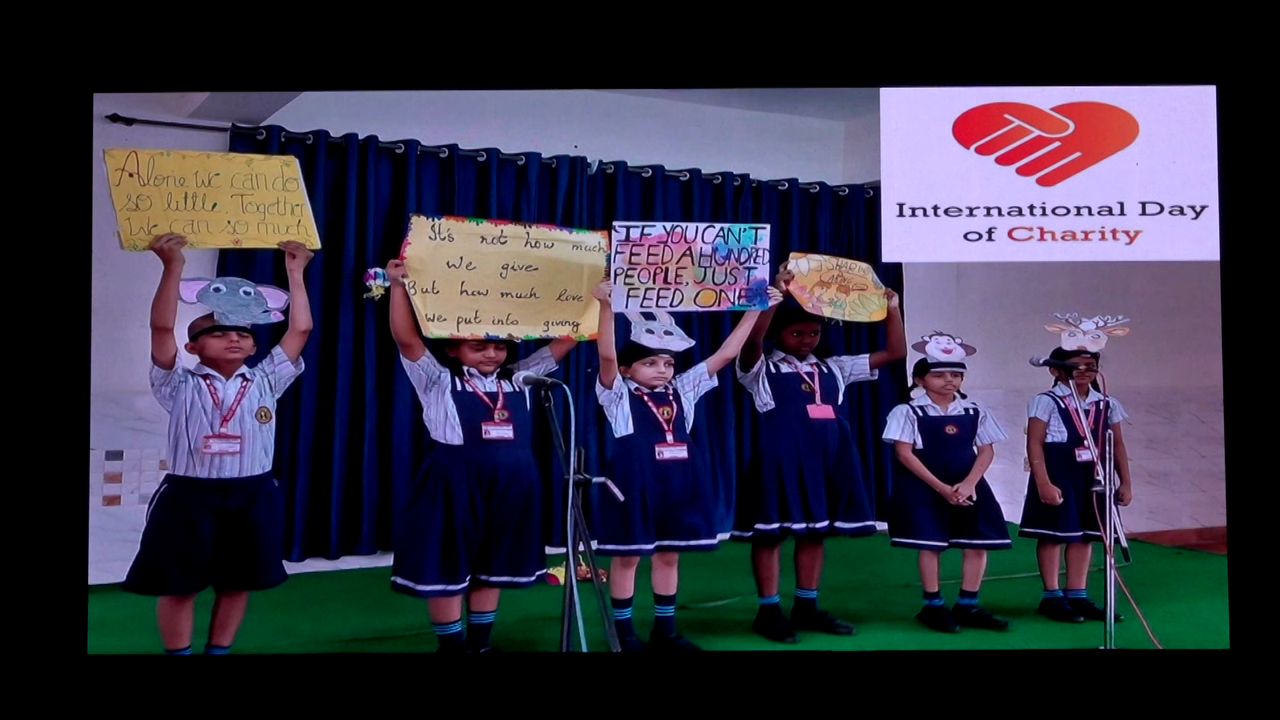 Alone we can do
so little. Together
We can so much
It's not how much
We give
But how much love
we put into giving
IF YOU CAN'T
FEED A HUNDRED
PEOPLE, JUST
FEED ONE.
International Day
of Charity